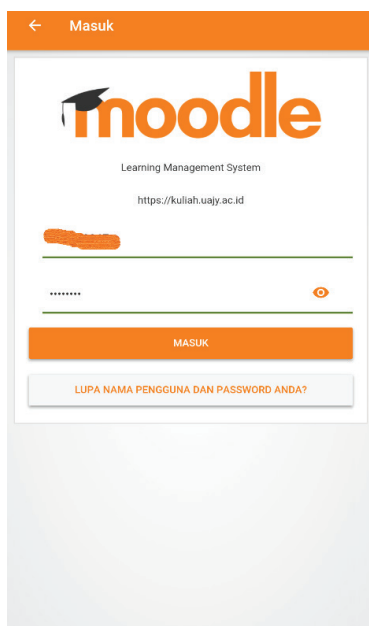 Masuk
moodle
Learning Management System
https://kuliah.uajy.ac.id
........
MASUK
LUPA NAMA PENGGUNA DAN PASSWORD ANDA?